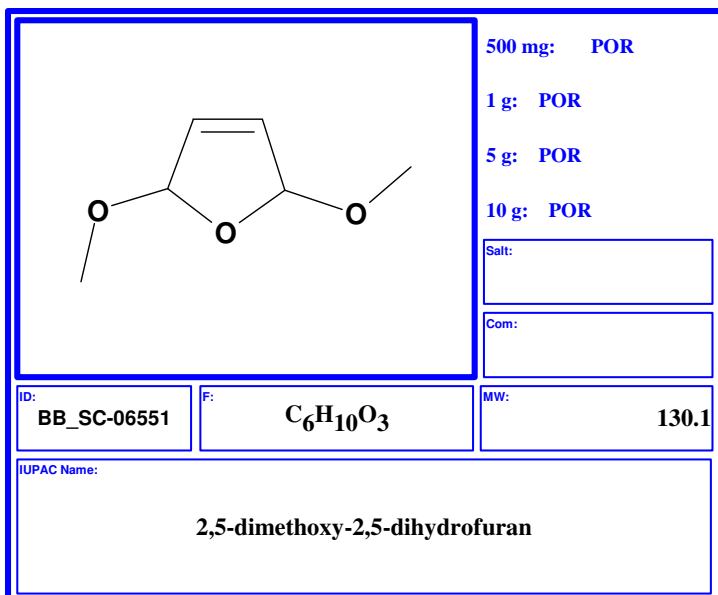 O
O
O
500 mg: POR
1 g: POR
5 g: POR
10 g: POR
Salt:
Com:
ID:
BB_SC-06551
F:
C6H10O3
MW:
130.1
IUPAC Name:
2,5-dimethoxy-2,5-dihydrofuran